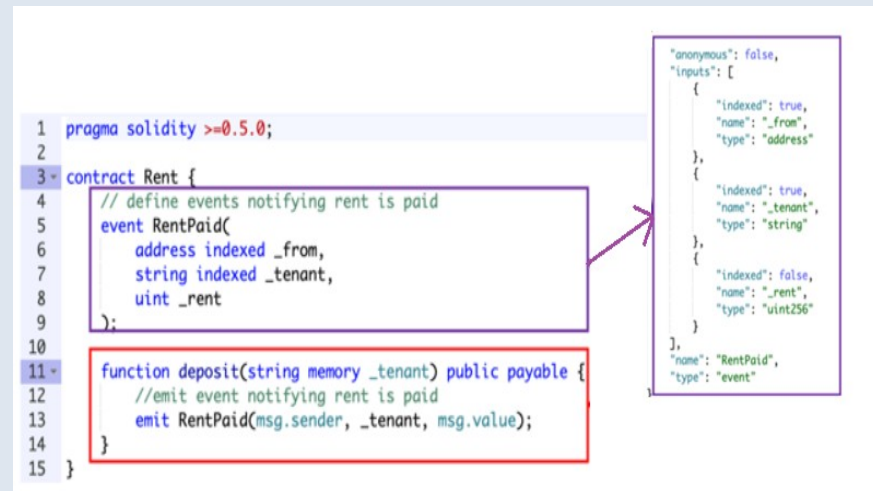 1 pragma solidity >=0.5.0;
2
3 contract Rent {
4 // define events notifying rent is paid
5 event RentPaid(
6 address indexed _from,
7 string indexed _tenant,
8 uint _rent
9 );
10
11 function deposit(string memory _tenant) public payable {
12 //emit event notifying rent is paid
13 emit RentPaid(msg.sender, _tenant, msg.value);
14 }
15 }
"anonymous": false,
"inputs": [
{
"indexed": true,
"name": "_from",
"type": "address"
},
{
"indexed": true,
"name": "_tenant",
"type": "string"
},
{
"indexed": false,
"name": "_rent",
"type": "uint256"
}
],
"name": "RentPaid",
"type": "event"
}